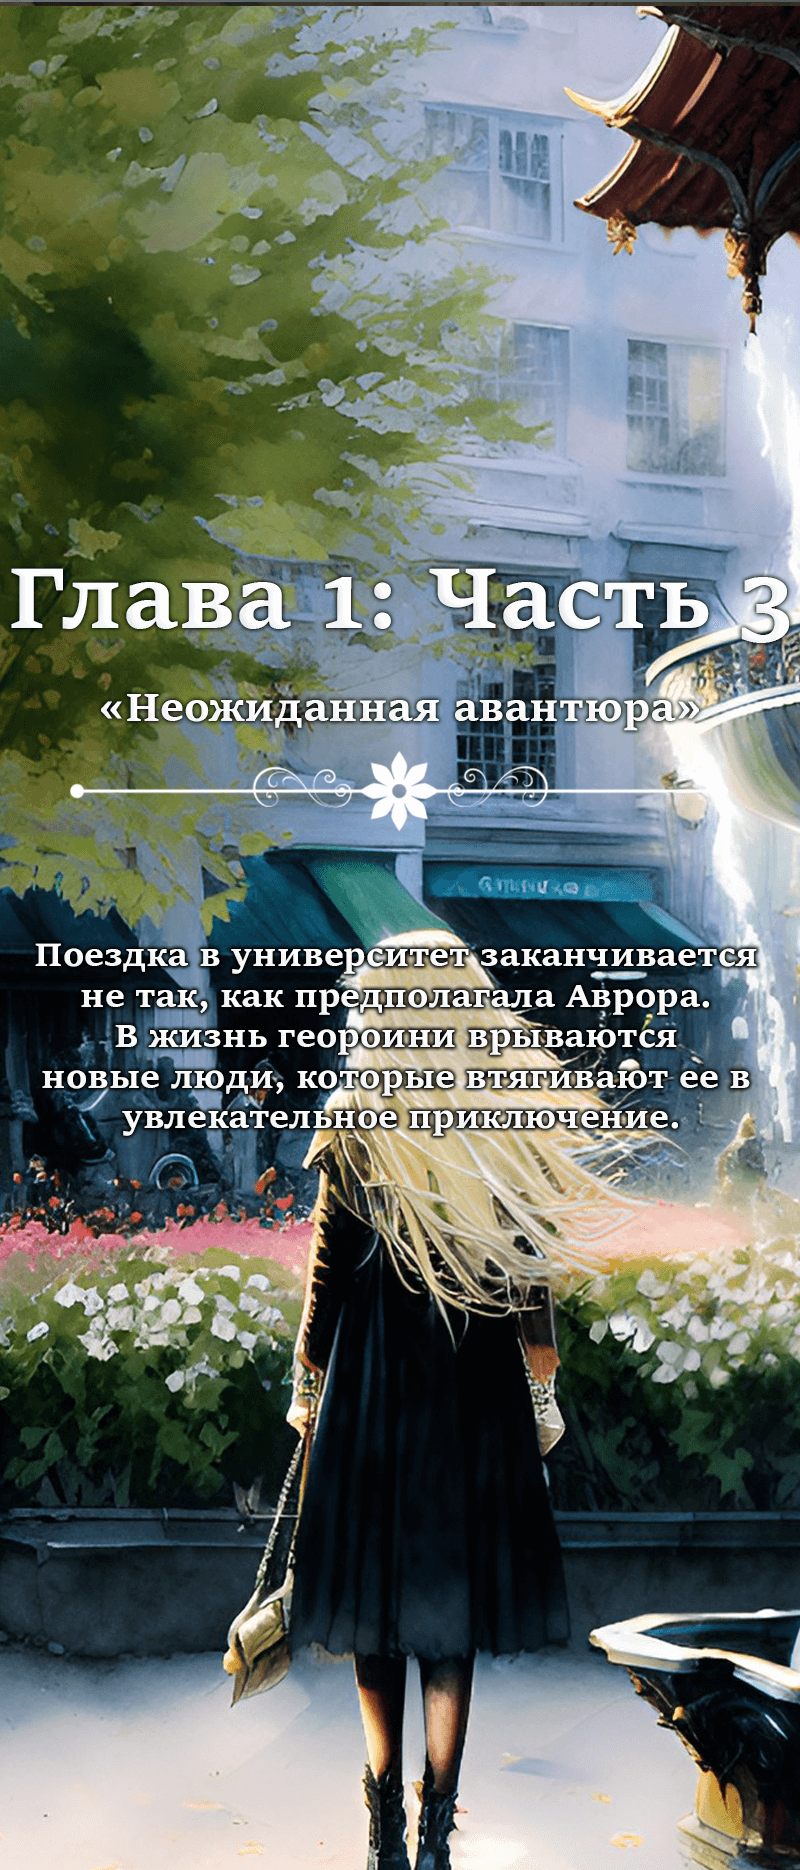 Глава 1: Часть 3
«Неожиданная авантюра»
Поездка в университет заканчивается
не так, как предполагала Аврора.
В жизнь геороини врываются
новые люди, которые втягивают ее в
увлекательное приключение.